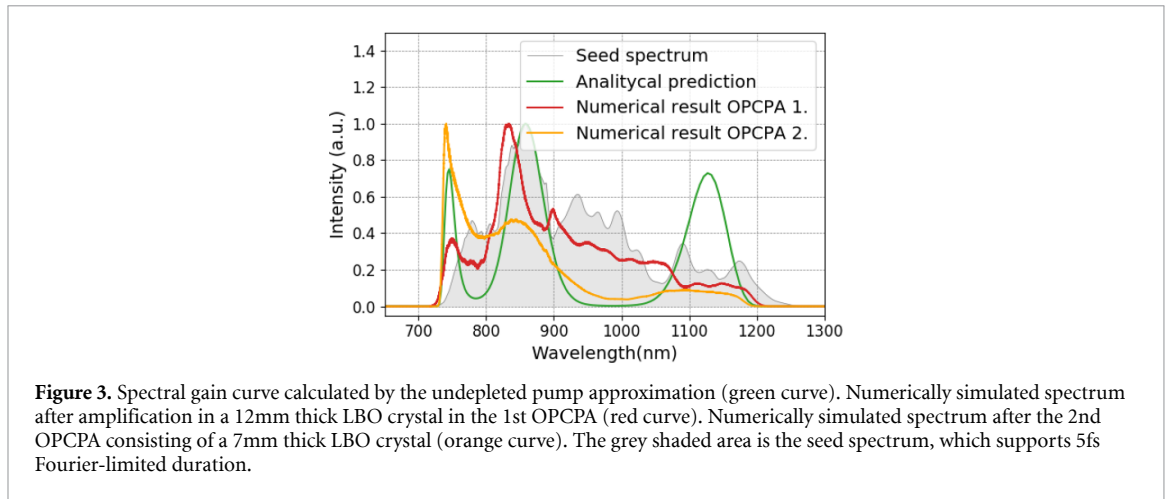 Seed spectrum
Analitycal prediction
Numerical result OPCPA 1.
Numerical result OPCPA 2.
Intensity (a.u.)
1.4
1.2
1.0
0.8
0.6
0.4
0.2
0.0
700 800 900 1000 1100 1200 1300
Wavelength(nm)
Figure 3. Spectral gain curve calculated by the undepleted pump approximation (green curve). Numerically simulated spectrum
after amplification in a 12mm thick LBO crystal in the 1st OPCPA (red curve). Numerically simulated spectrum after the 2nd
OPCPA consisting of a 7mm thick LBO crystal (orange curve). The grey shaded area is the seed spectrum, which supports 5fs
Fourier-limited duration.